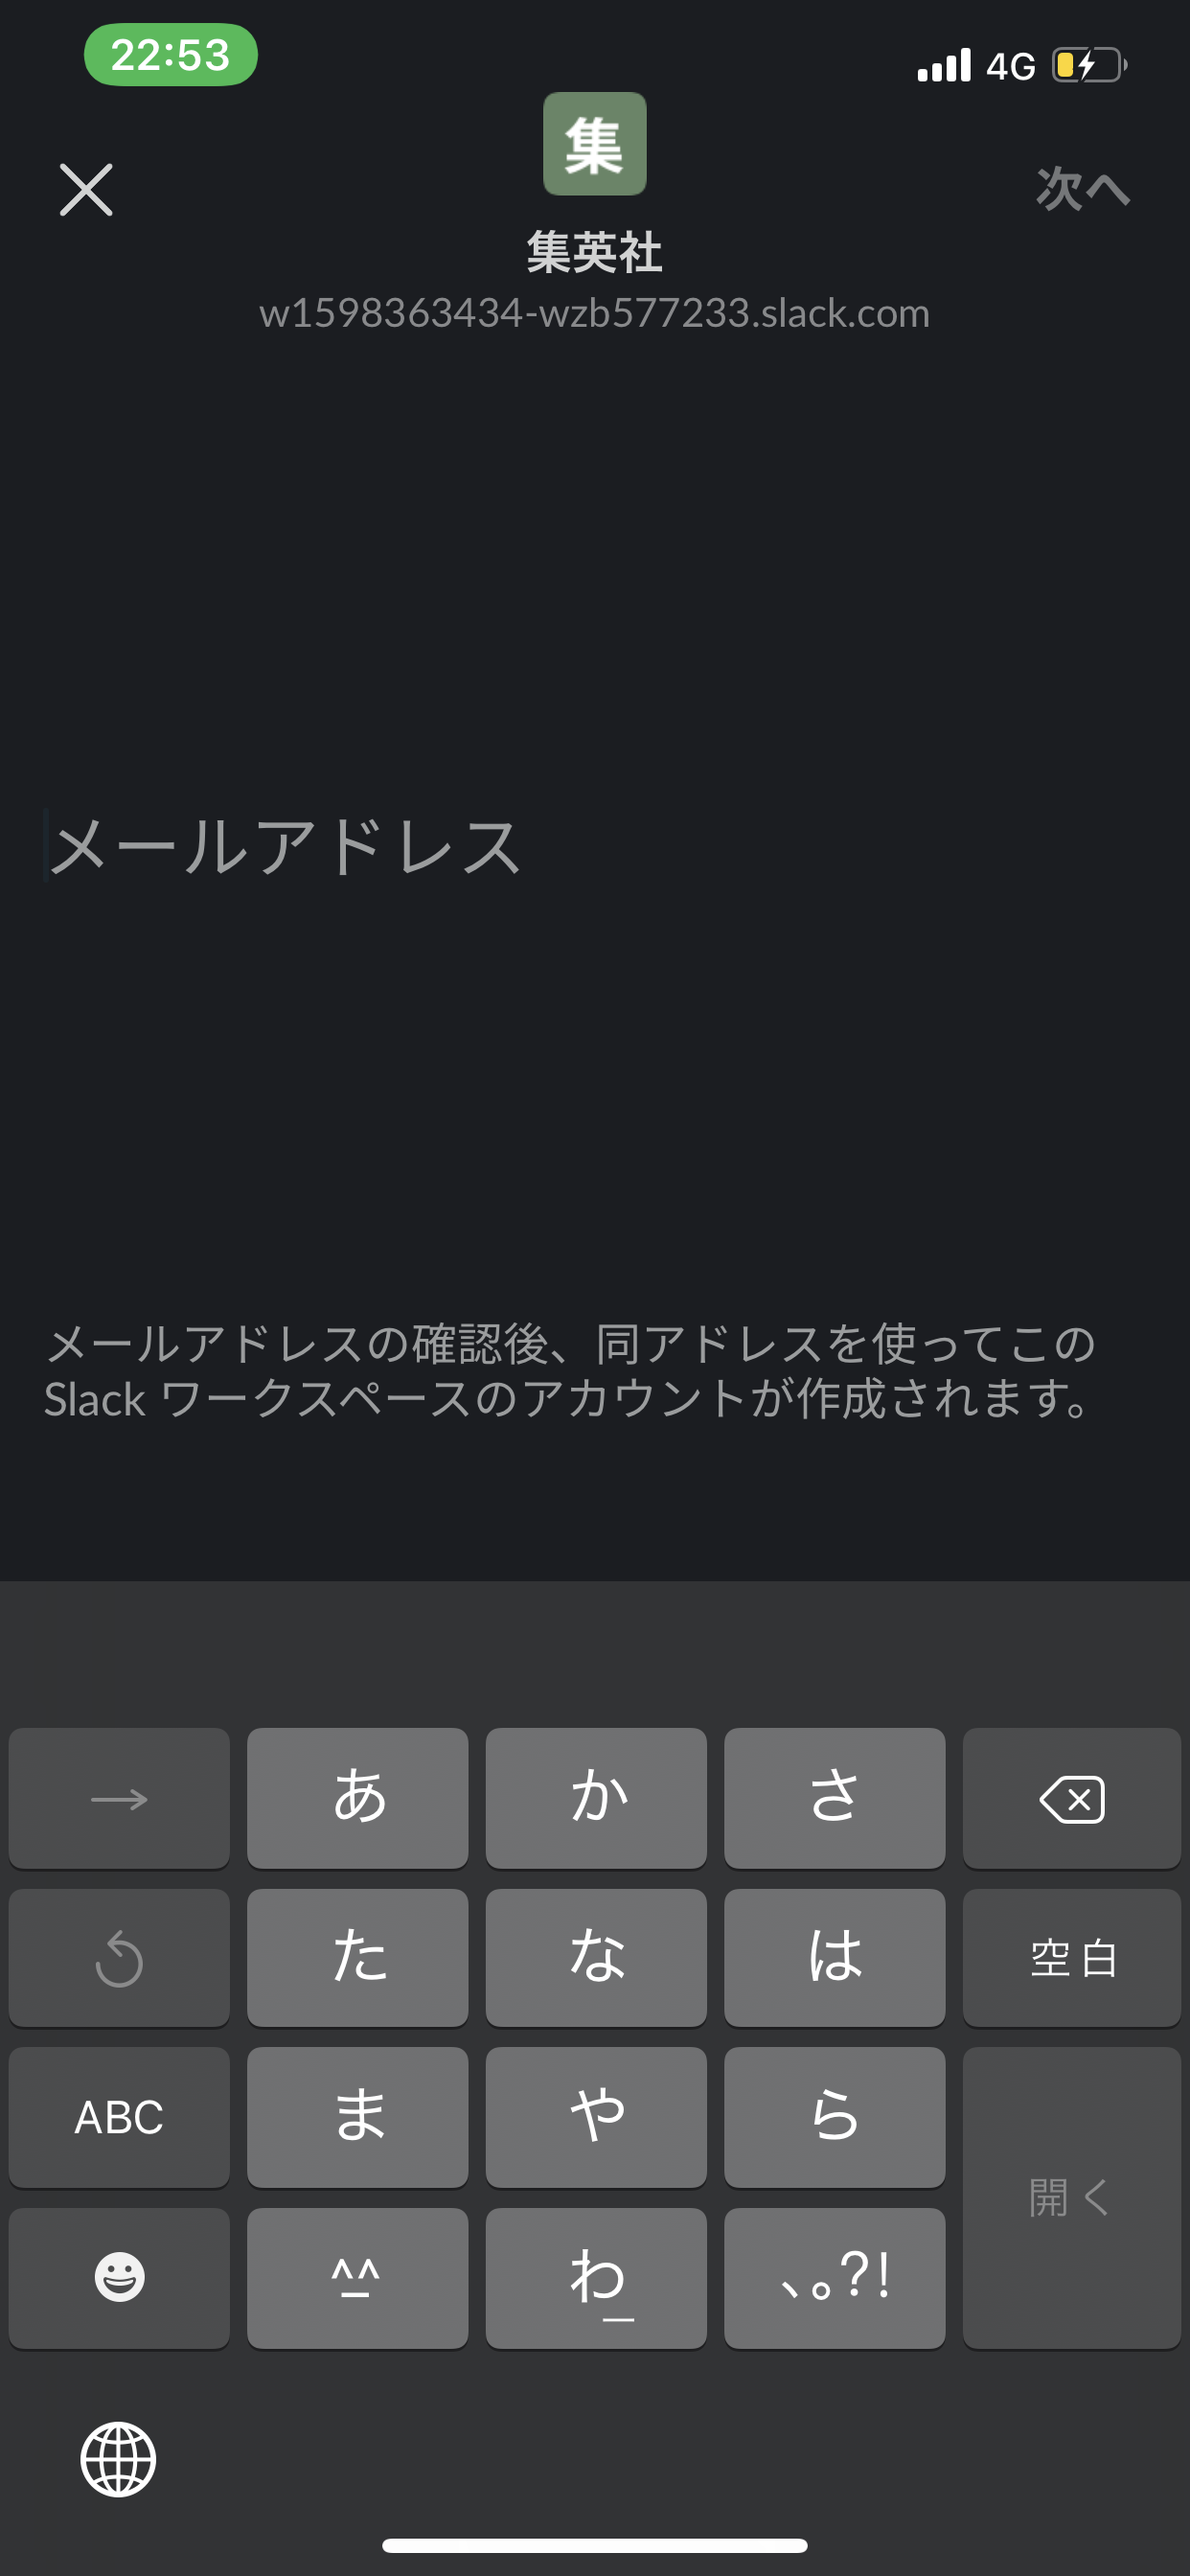 22:53
4G
集
次へ
集英社
w1598363434-wzb577233.slack.com
メールアドレス
メールアドレスの確認後、同アドレスを使ってこの
Slack ワークスペースのアカウントが作成されます。
→ あ か さ
た な は 空白
ABC ま や ら
開く
^_^ わ_ 、。?!